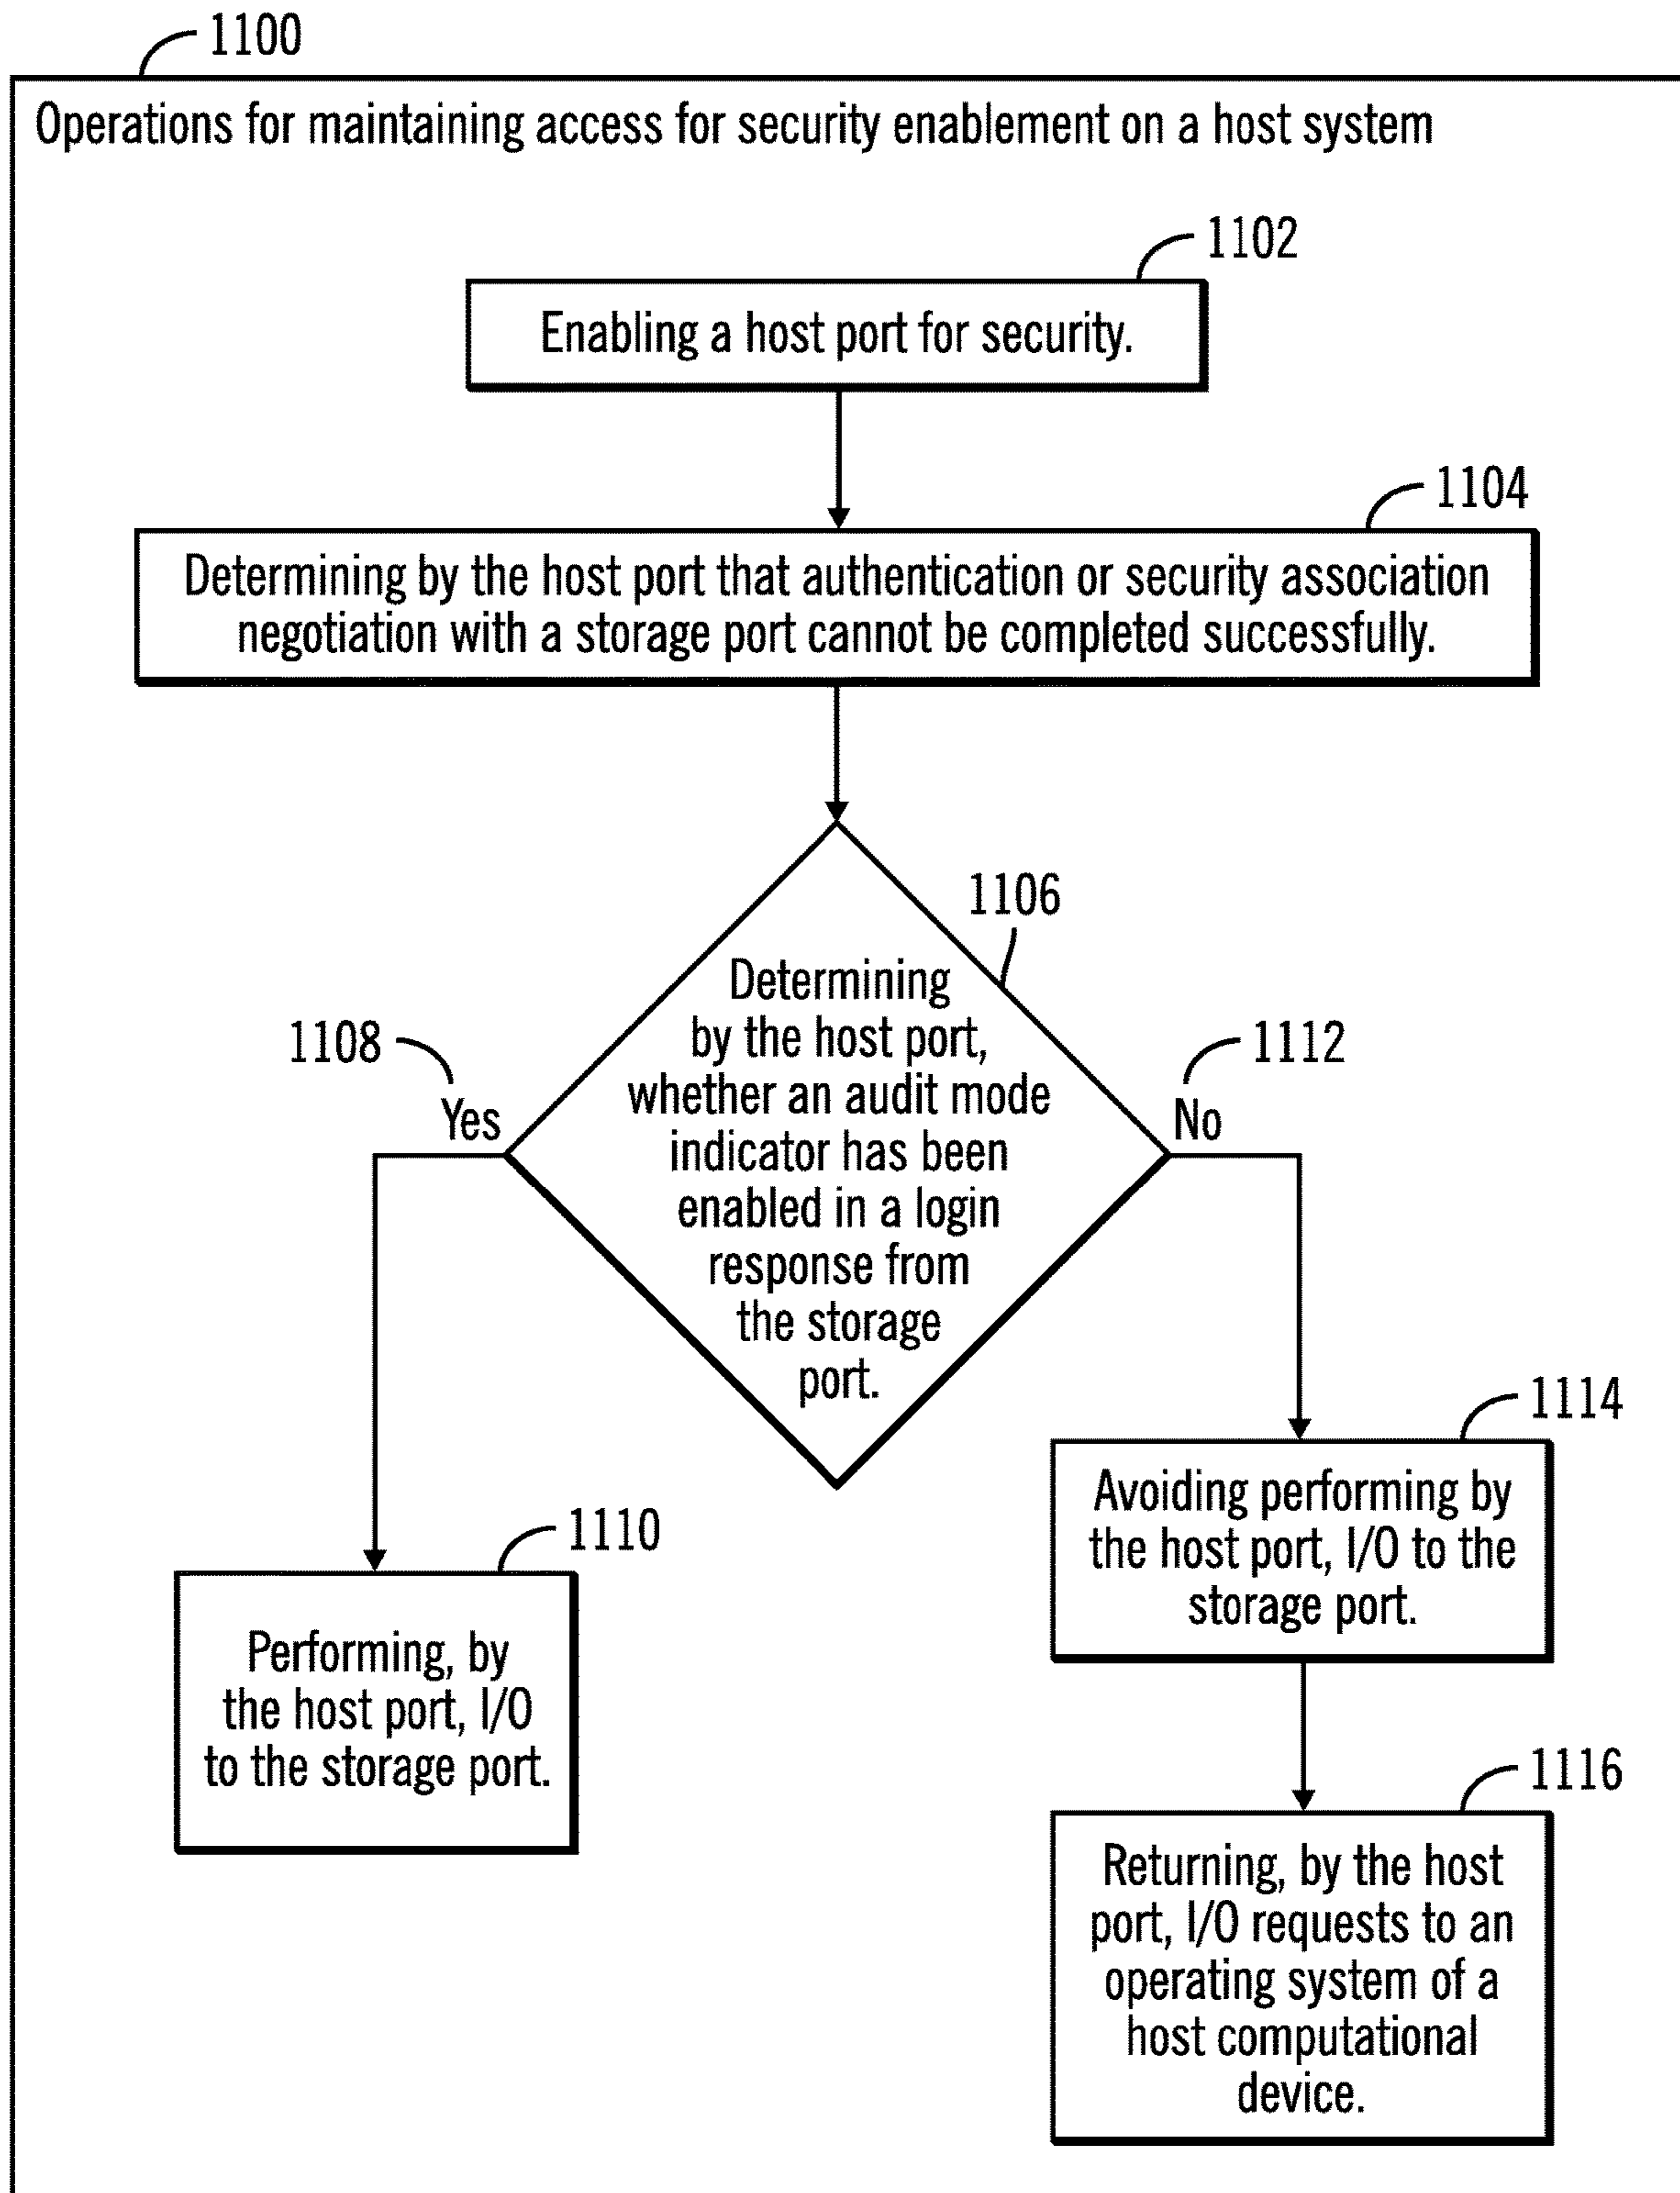 1100
Operations for maintaining access for security enablement on a host system
1102
Enabling a host port for security.
1104
Determining by the host port that authentication or security association
negotiation with a storage port cannot be completed successfully.
1106
Determining
by the host port,
whether an audit mode
indicator has been
enabled in a login
response from
the storage
port.
1108
Yes
1112
No
1110
Performing, by
the host port, I/O
to the storage port.
1114
Avoiding performing by
the host port, I/O to the
storage port.
1116
Returning, by the host
port, I/O requests to an
operating system of a
host computational
device.